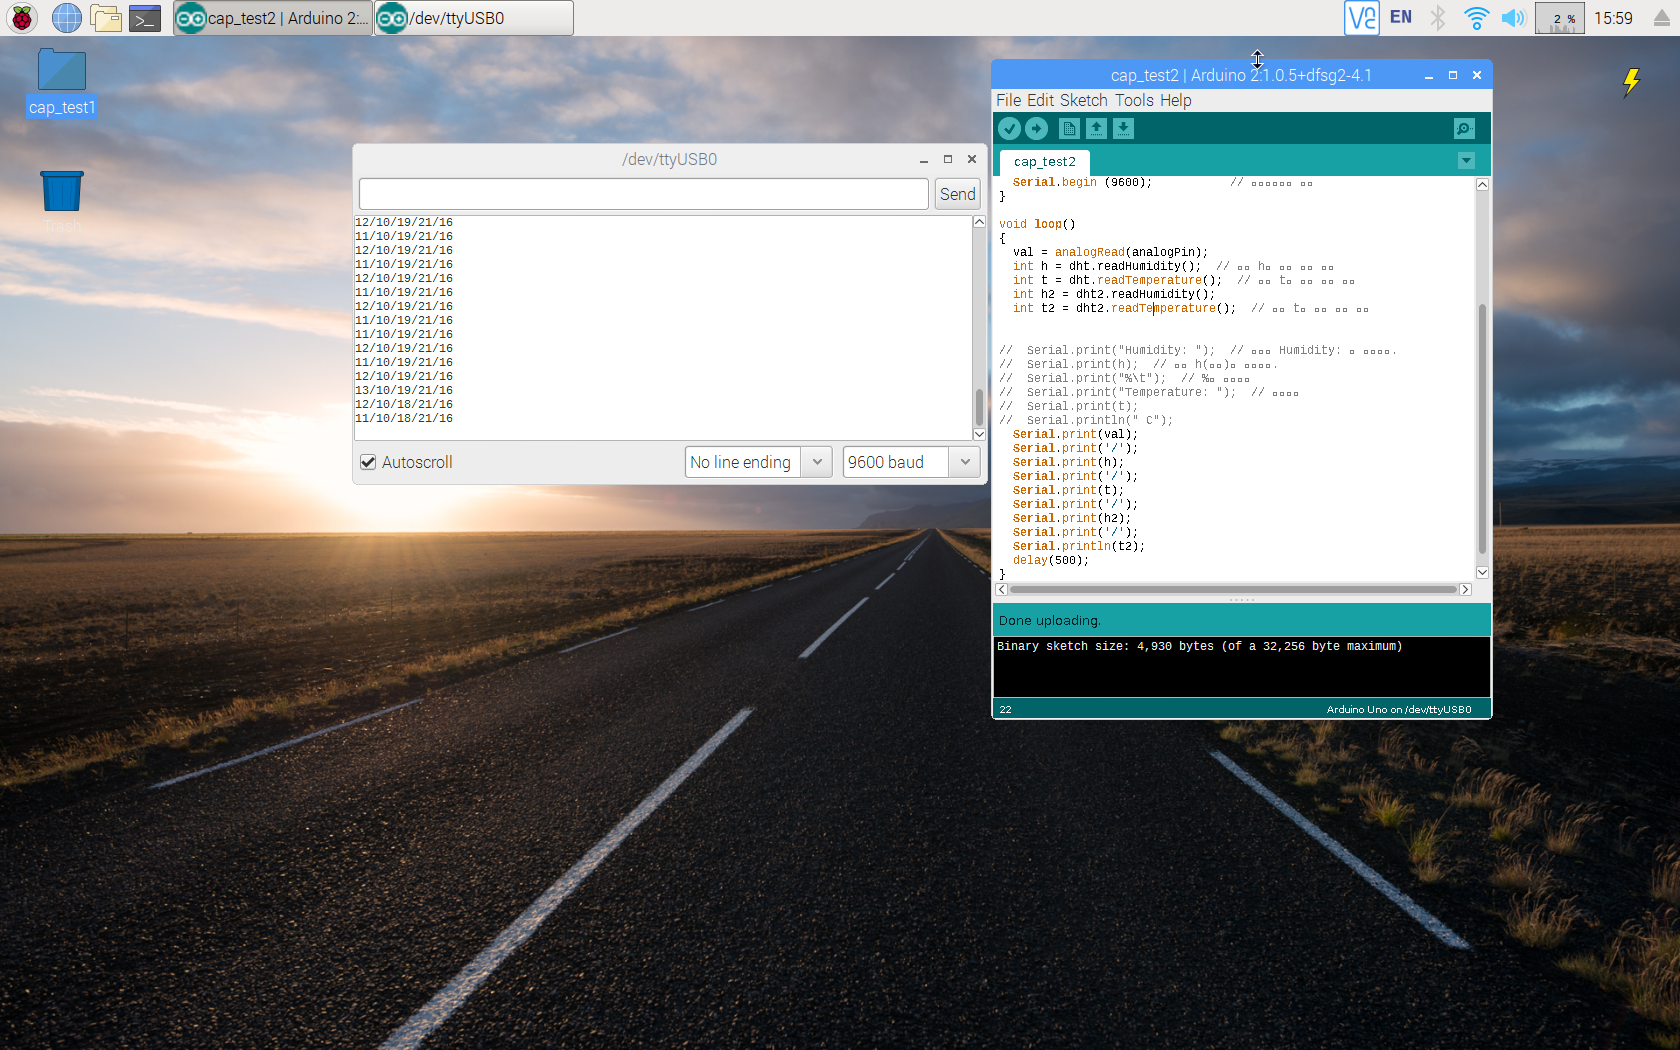 cap_test2 | Arduino 2:...
/dev/ttyUSB0
EN
2 %
15:59
cap_test1
Trash
/dev/ttyUSB0
Send
12/10/19/21/16
11/10/19/21/16
12/10/19/21/16
11/10/19/21/16
12/10/19/21/16
11/10/19/21/16
12/10/19/21/16
11/10/19/21/16
11/10/19/21/16
12/10/19/21/16
11/10/19/21/16
12/10/19/21/16
13/10/19/21/16
12/10/18/21/16
11/10/18/21/16
Autoscroll
No line ending
9600 baud
cap_test2 | Arduino 2:1.0.5+dfsg2-4.1
File Edit Sketch Tools Help
cap_test2
Serial.begin (9600); // □□□□□□ □□
}
void loop()
{
val = analogRead(analogPin);
int h = dht.readHumidity(); // □□ h□ □□ □□ □□
int t = dht.readTemperature(); // □□ t□ □□ □□ □□
int h2 = dht2.readHumidity();
int t2 = dht2.readTemperature(); // □□ t□ □□ □□ □□
// Serial.print("Humidity: "); // □□□ Humidity: □ □□□□.
// Serial.print(h); // □□ h(□□)□ □□□□.
// Serial.print("%\t"); // %□ □□□□
// Serial.print("Temperature: "); // □□□□
// Serial.print(t);
// Serial.println(" C");
Serial.print(val);
Serial.print('/');
Serial.print(h);
Serial.print('/');
Serial.print(t);
Serial.print('/');
Serial.print(h2);
Serial.print('/');
Serial.println(t2);
delay(500);
}
Done uploading.
Binary sketch size: 4,930 bytes (of a 32,256 byte maximum)
22
Arduino Uno on /dev/ttyUSB0